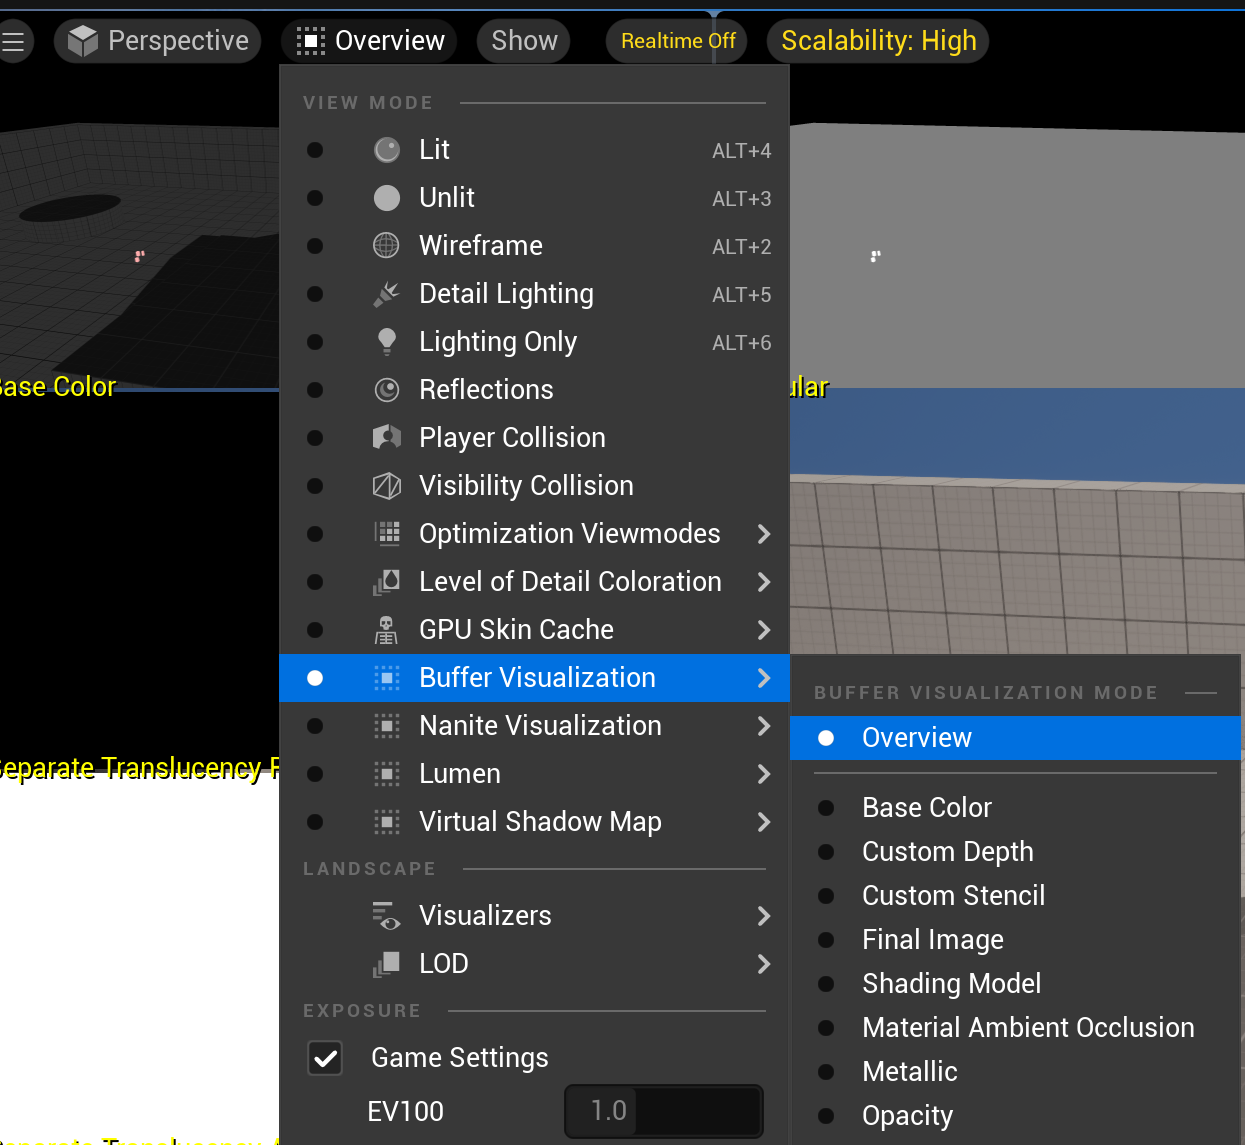 Perspective
Overview
Show
Realtime Off
Scalability: High
VIEW MODE
Lit ALT+4
Unlit ALT+3
Wireframe ALT+2
Detail Lighting ALT+5
Lighting Only ALT+6
Reflections
Player Collision
Visibility Collision
Optimization Viewmodes
Level of Detail Coloration
GPU Skin Cache
Buffer Visualization
Nanite Visualization
Lumen
Virtual Shadow Map
LANDSCAPE
Visualizers
LOD
EXPOSURE
Game Settings
EV100 1.0
BUFFER VISUALIZATION MODE
Overview
Base Color
Custom Depth
Custom Stencil
Final Image
Shading Model
Material Ambient Occlusion
Metallic
Opacity
Base Color
ular
eparate Translucency